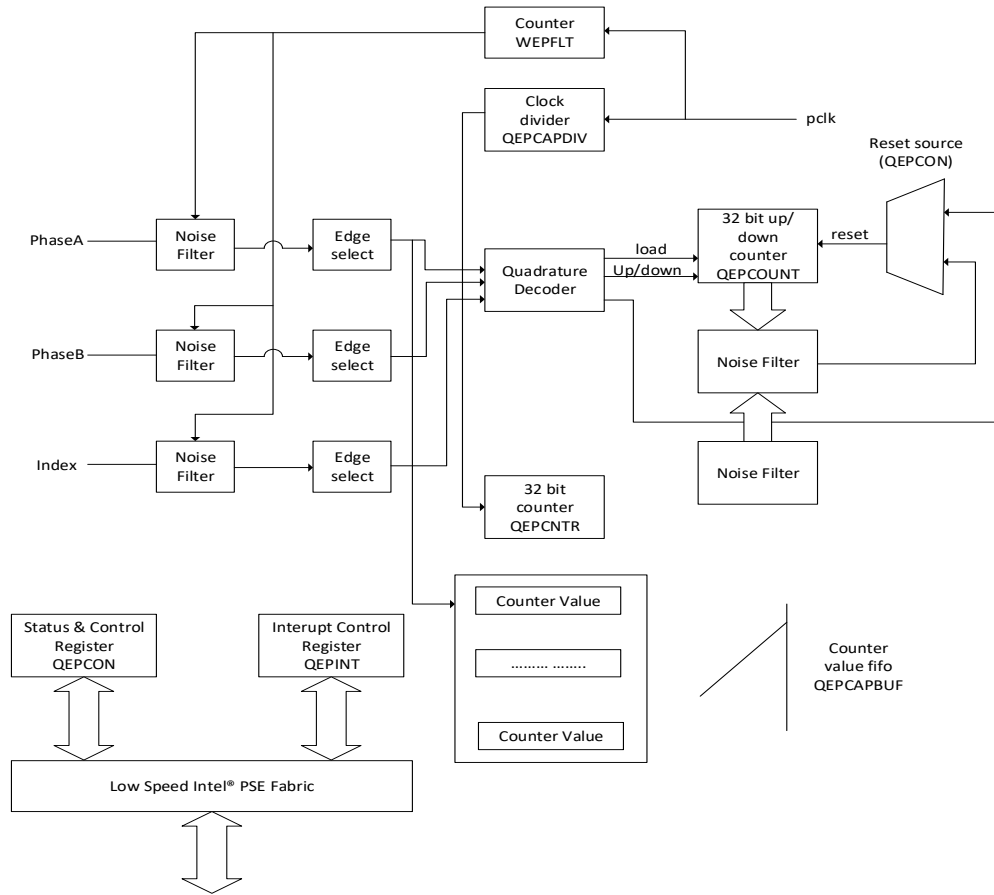 Counter
WEPFLT
Clock
divider
QEPCAPDIV
pclk
Reset source
(QEPCON)
PhaseA
Noise
Filter
Edge
select
Quadrature
Decoder
load
Up/down
32 bit up/
down
counter
QEPCOUNT
reset
PhaseB
Noise
Filter
Edge
select
Noise Filter
Index
Noise
Filter
Edge
select
Noise Filter
32 bit
counter
QEPCNTR
Status & Control
Register
QEPCON
Interupt Control
Register
QEPINT
Counter Value
......... ........
Counter Value
Counter
value fifo
QEPCAPBUF
Low Speed Intel® PSE Fabric